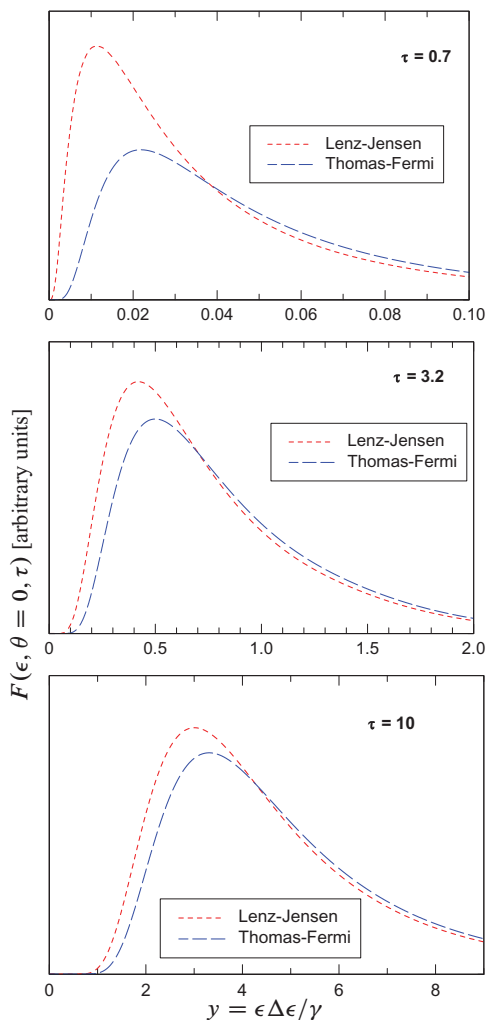 τ = 0.7
Lenz-Jensen
Thomas-Fermi
0 0.02 0.04 0.06 0.08 0.10
τ = 3.2
Lenz-Jensen
Thomas-Fermi
0 0.5 1.0 1.5 2.0
F(ϵ, θ = 0, τ) [arbitrary units]
τ = 10
Lenz-Jensen
Thomas-Fermi
0 2 4 6 8
y = ϵΔϵ/γ